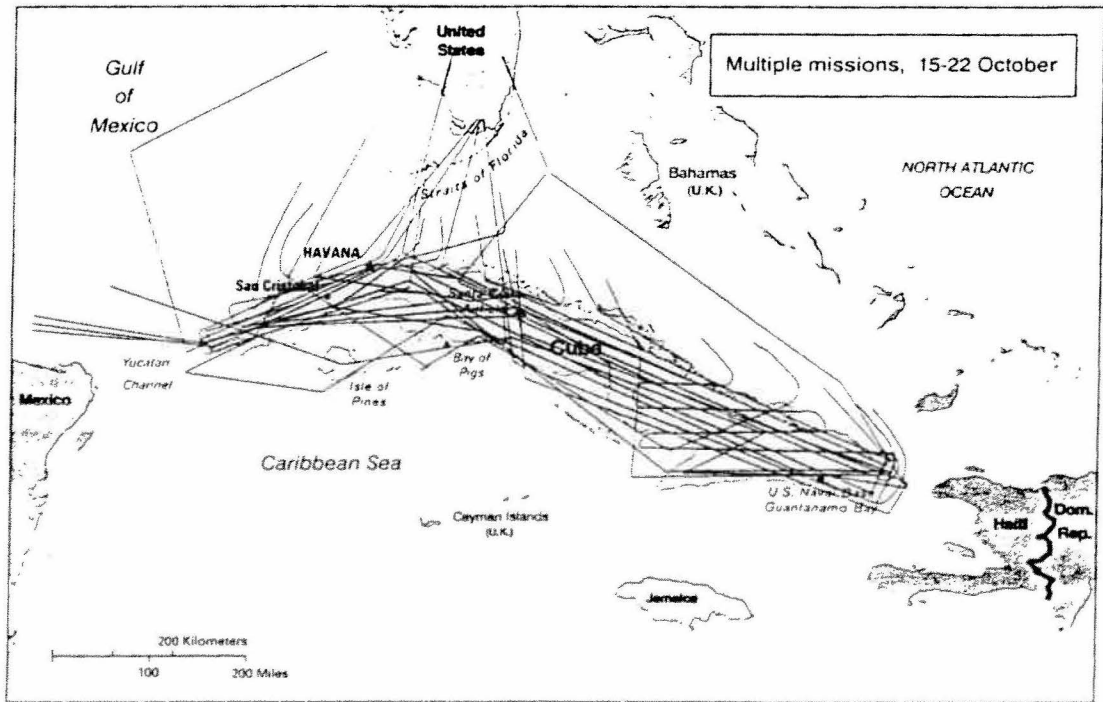 United
States
Multiple missions, 15-22 October
Gulf
of
Mexico
Straits of Florida
Bahamas
(U.K.)
NORTH ATLANTIC
OCEAN
HAVANA
San Cristobal
Santa Clara
Cuba
Yucatan
Channel
Bay of
Pigs
Isle of
Pines
Mexico
Caribbean Sea
U.S. Naval Base
Guantanamo Bay
Cayman Islands
(U.K.)
Haiti
Dom.
Rep.
Jamaica
200 Kilometers
100
200 Miles